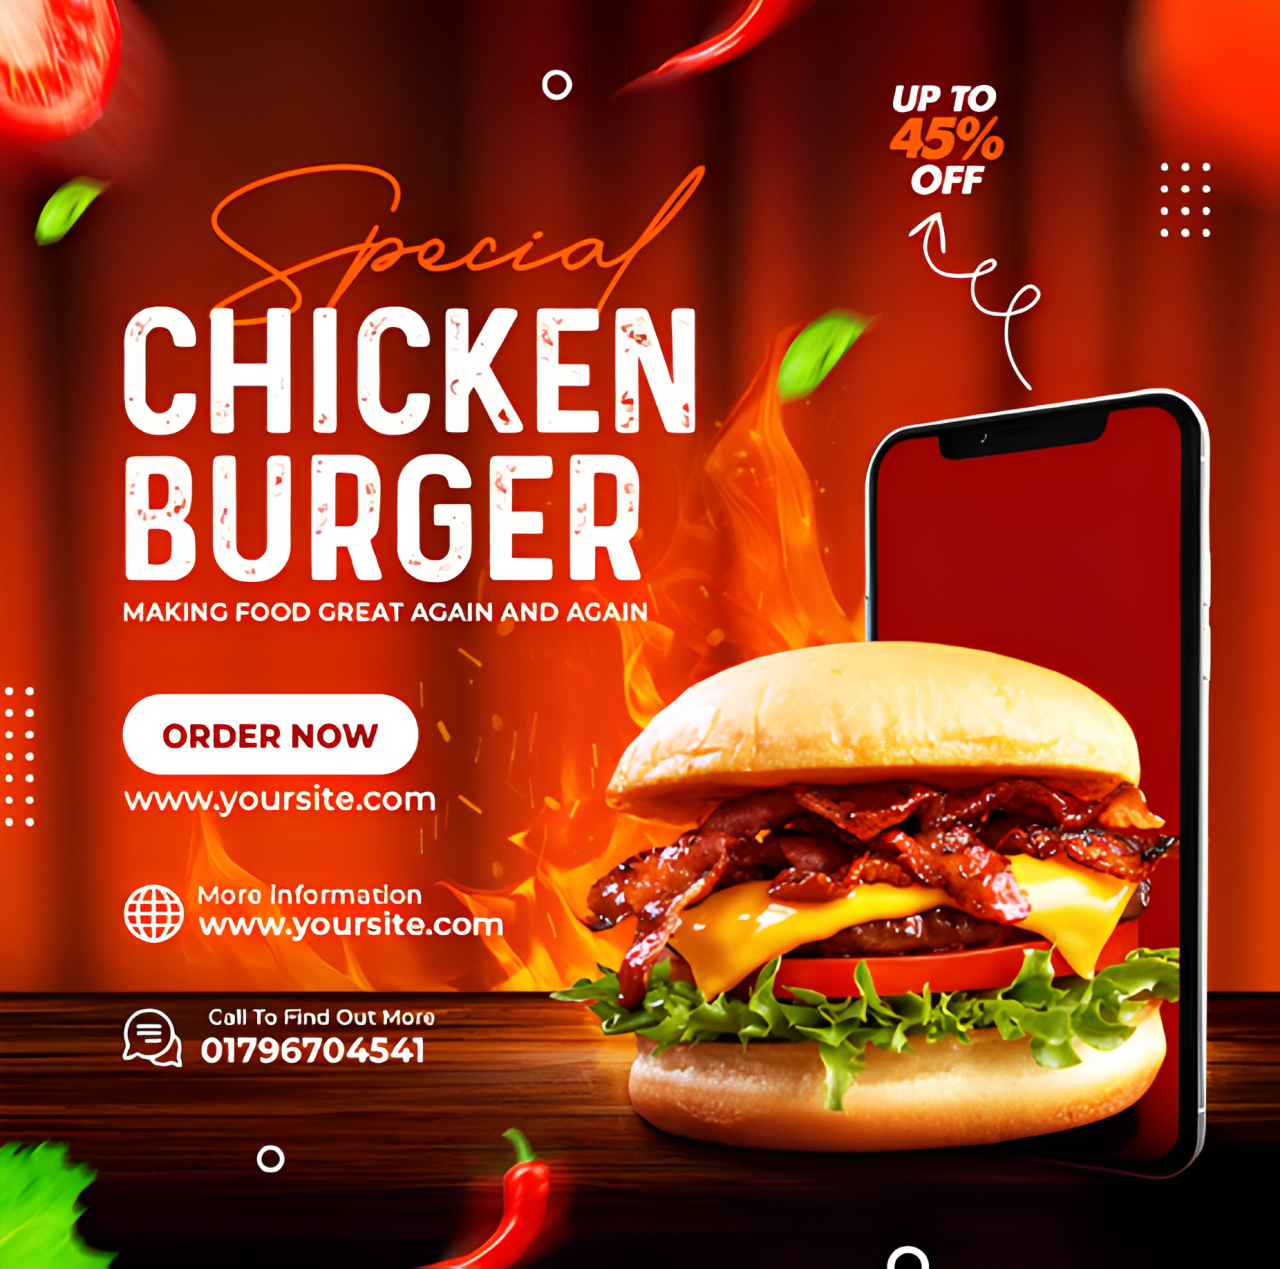 UP TO
45%
OFF
Special
CHICKEN
BURGER
MAKING FOOD GREAT AGAIN AND AGAIN
ORDER NOW
www.yoursite.com
More information
www.yoursite.com
Call To Find Out More
01796704541